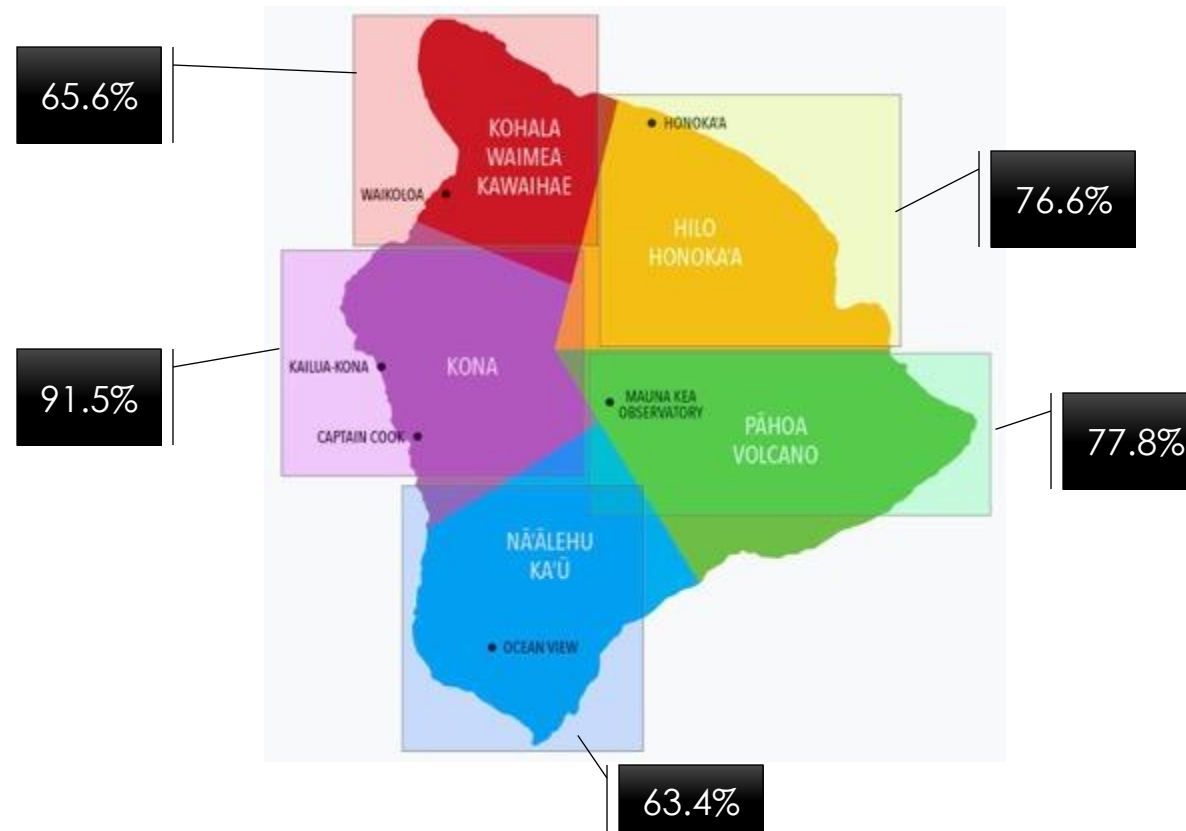 65.6%
KOHALA
WAIMEA
KAWAIHAE
WAIKOLOA
HONOKA'A
HILO
HONOKA'A
76.6%
91.5%
KAILUA-KONA
KONA
CAPTAIN COOK
MAUNA KEA
OBSERVATORY
PĀHOA
VOLCANO
77.8%
NĀ'ĀLEHU
KA'Ū
OCEAN VIEW
63.4%